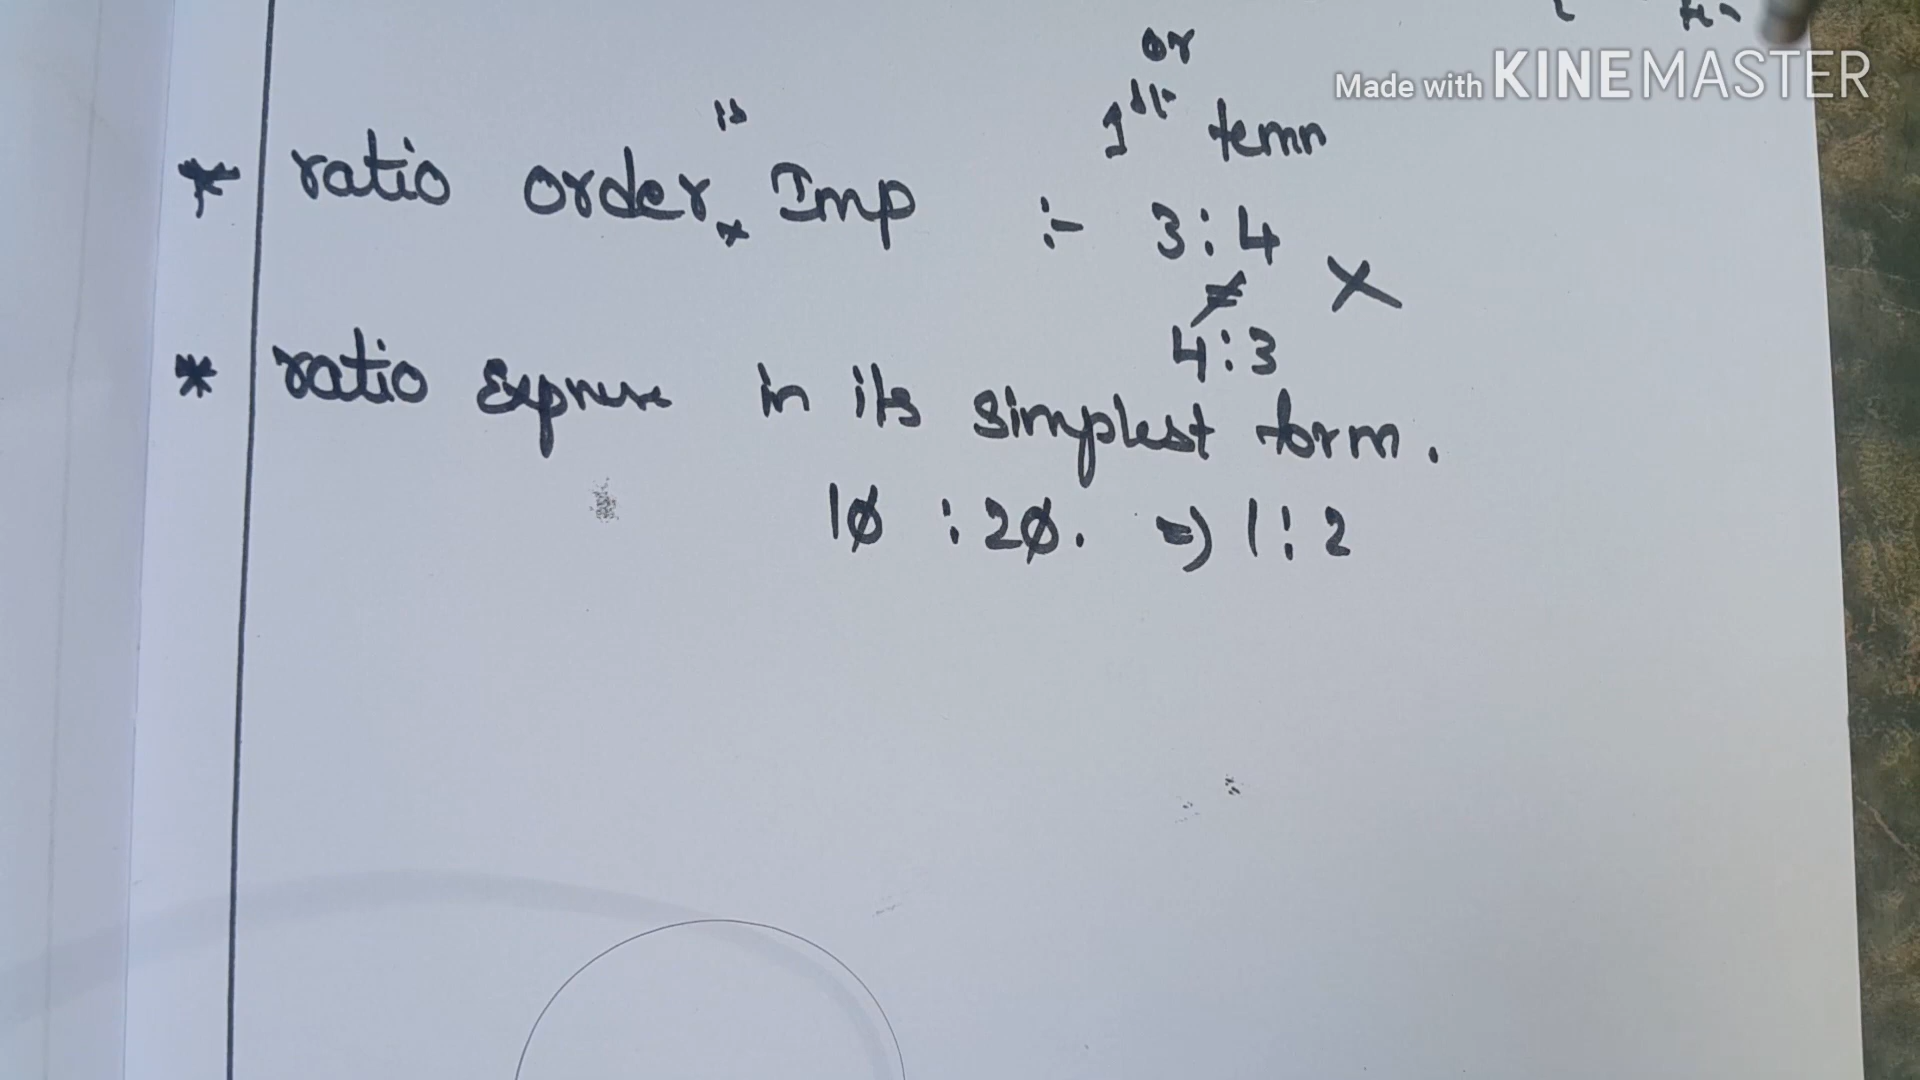 or
Made with KINEMASTER
1st term
* ratio order is Imp :- 3:4 X
≠
4:3
* ratio Express in its simplest form.
10 : 20. => 1:2